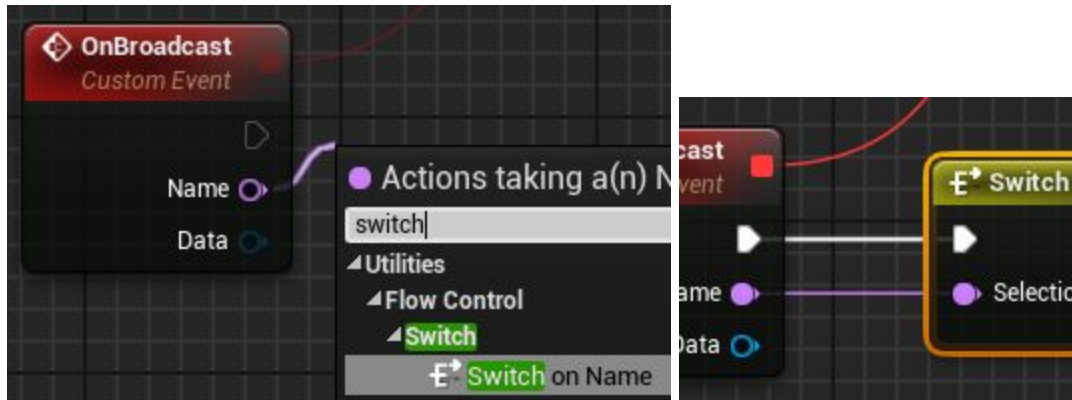 OnBroadcast
Custom Event
Name
Data
Actions taking a(n) N
switch
Utilities
Flow Control
Switch
Switch on Name
cast
vent
ame
Data
Switch
Selectio